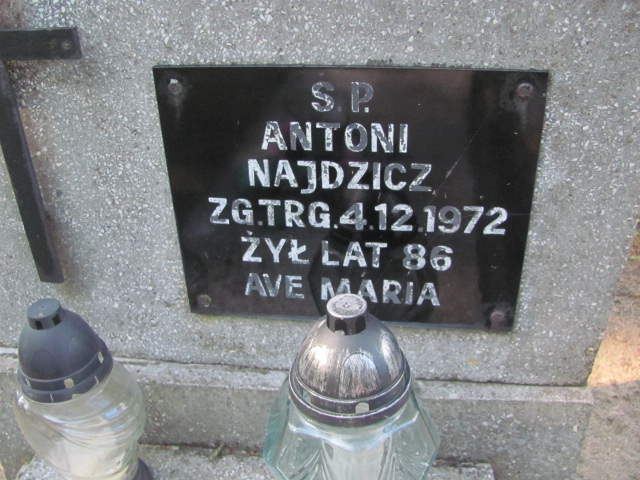 S.P.
ANTONI
NAJDZICZ
ZG.TRG.4.12.1972
ŻYŁ LAT 86
AVE MARIA